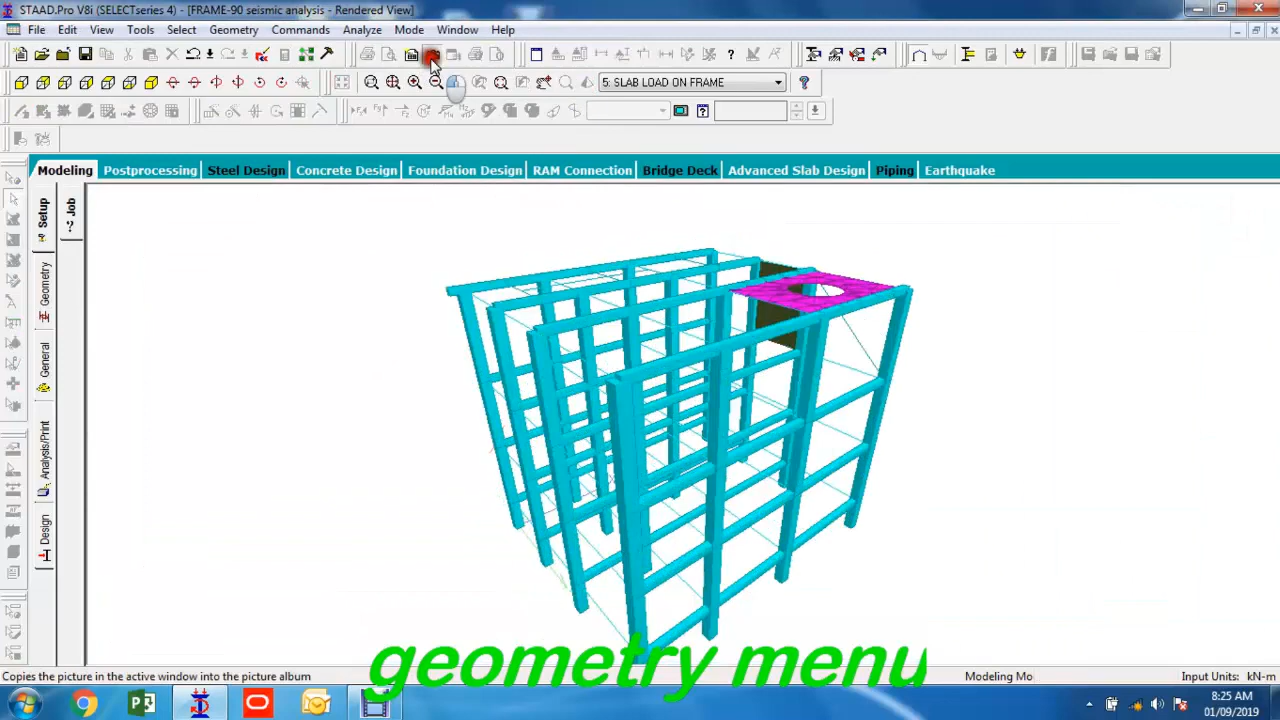 STAAD.Pro V8i (SELECTseries 4) - [FRAME-90 seismic analysis - Rendered View]
File Edit View Tools Select Geometry Commands Analyze Mode Window Help
5: SLAB LOAD ON FRAME
Modeling Postprocessing Steel Design Concrete Design Foundation Design RAM Connection Bridge Deck Advanced Slab Design Piping Earthquake
Setup
Job
Geometry
General
Analysis/Print
Design
geometry menu
Copies the picture in the active window into the picture album
Modeling Mo
Input Units: kN-m
8:25 AM
01/09/2019